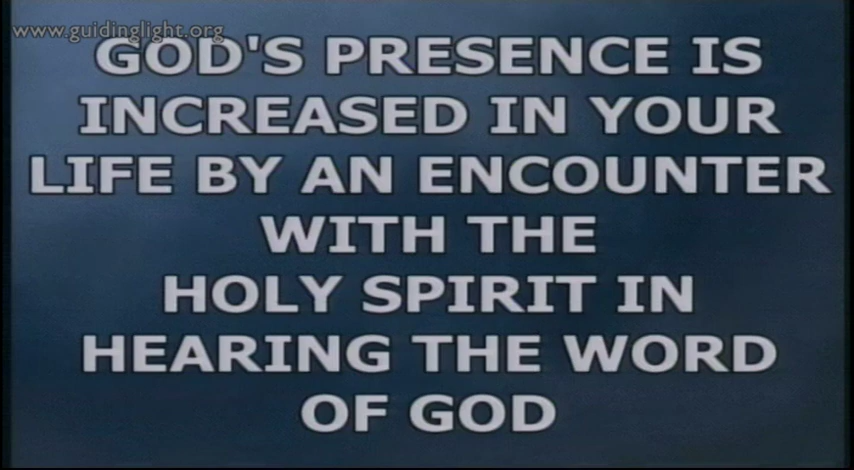 www.guidinglight.org
GOD'S PRESENCE IS
INCREASED IN YOUR
LIFE BY AN ENCOUNTER
WITH THE
HOLY SPIRIT IN
HEARING THE WORD
OF GOD